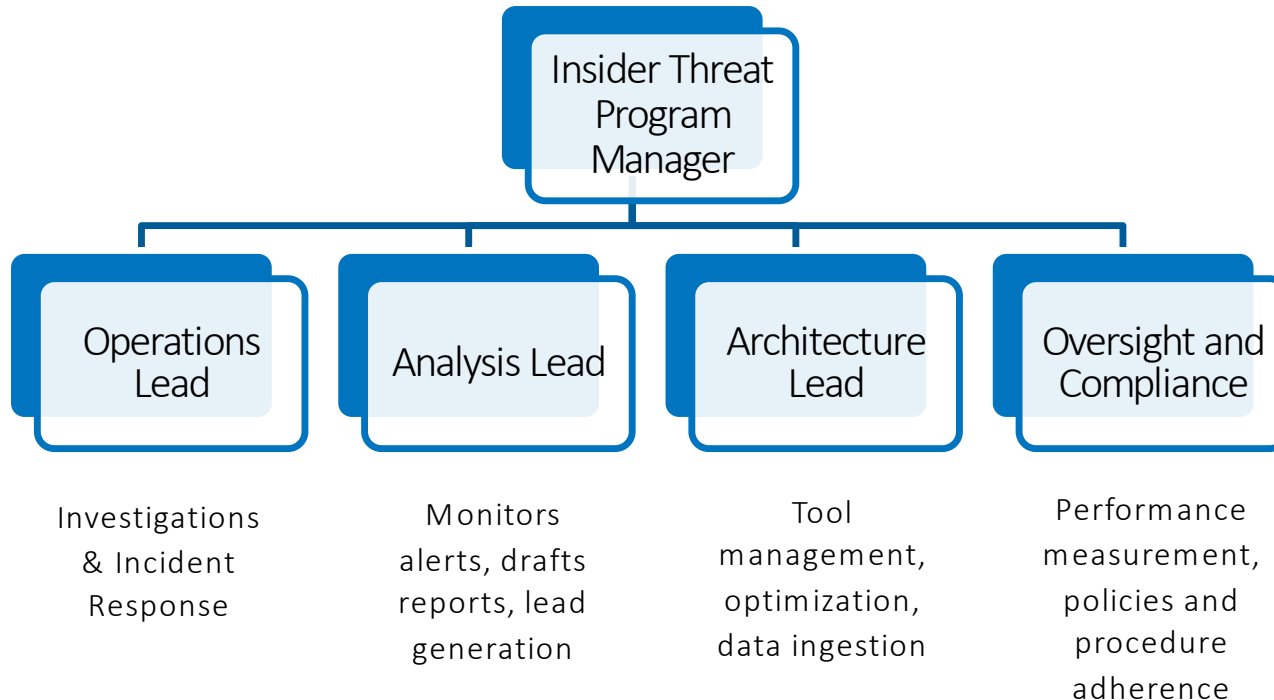 Insider Threat
Program
Manager
Operations
Lead
Analysis Lead
Architecture
Lead
Oversight and
Compliance
Investigations
& Incident
Response
Monitors
alerts, drafts
reports, lead
generation
Tool
management,
optimization,
data ingestion
Performance
measurement,
policies and
procedure
adherence